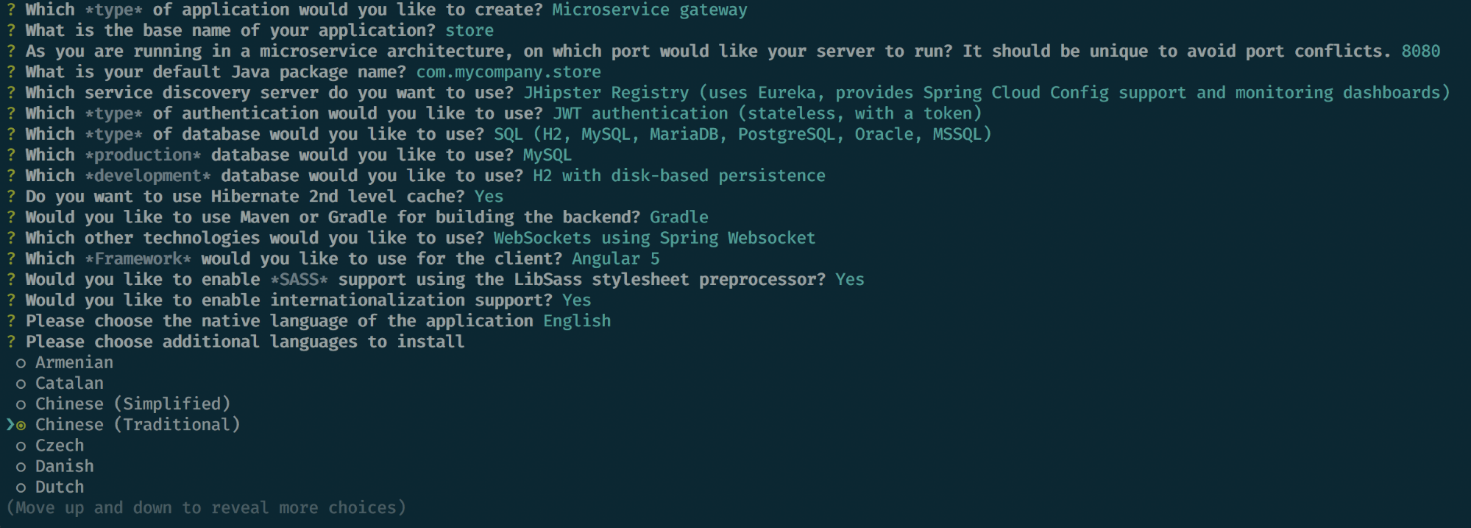 ? Which *type* of application would you like to create? Microservice gateway
? What is the base name of your application? store
? As you are running in a microservice architecture, on which port would like your server to run? It should be unique to avoid port conflicts. 8080
? What is your default Java package name? com.mycompany.store
? Which service discovery server do you want to use? JHipster Registry (uses Eureka, provides Spring Cloud Config support and monitoring dashboards)
? Which *type* of authentication would you like to use? JWT authentication (stateless, with a token)
? Which *type* of database would you like to use? SQL (H2, MySQL, MariaDB, PostgreSQL, Oracle, MSSQL)
? Which *production* database would you like to use? MySQL
? Which *development* database would you like to use? H2 with disk-based persistence
? Do you want to use Hibernate 2nd level cache? Yes
? Would you like to use Maven or Gradle for building the backend? Gradle
? Which other technologies would you like to use? WebSockets using Spring Websocket
? Which *Framework* would you like to use for the client? Angular 5
? Would you like to enable *SASS* support using the LibSass stylesheet preprocessor? Yes
? Would you like to enable internationalization support? Yes
? Please choose the native language of the application English
? Please choose additional languages to install
○ Armenian
○ Catalan
○ Chinese (Simplified)
❯◉ Chinese (Traditional)
○ Czech
○ Danish
○ Dutch
(Move up and down to reveal more choices)